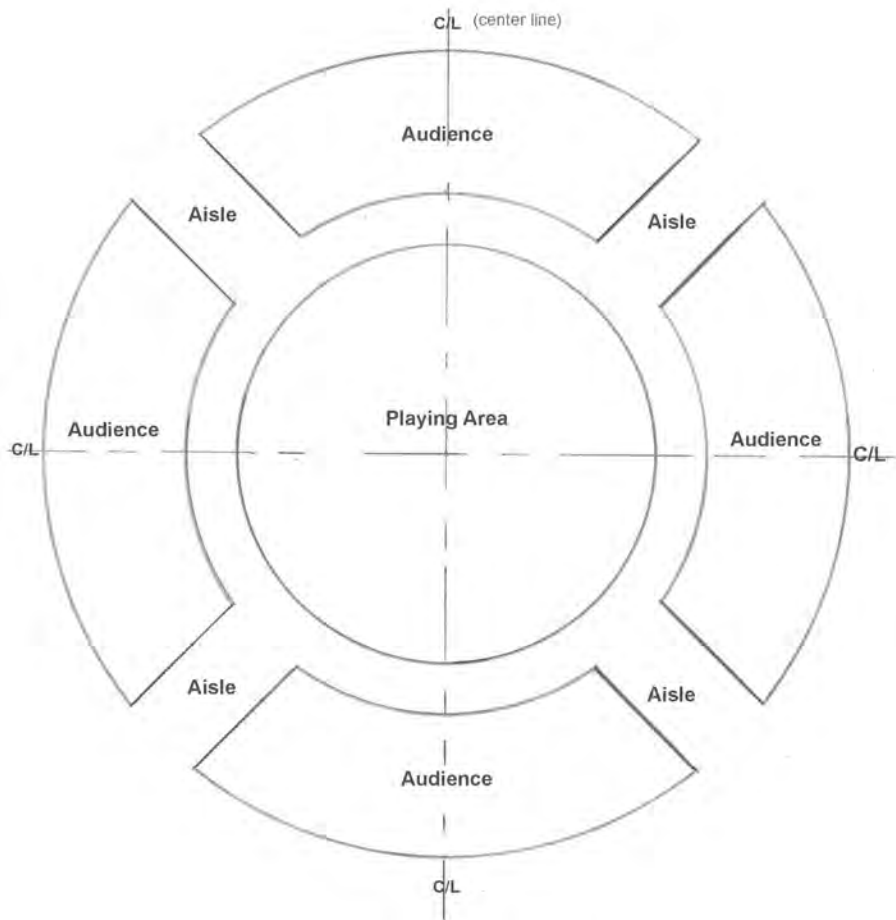 C/L (center line)
Audience
Aisle
Aisle
Playing Area
Audience
Audience
C/L
C/L
Aisle
Aisle
Audience
C/L